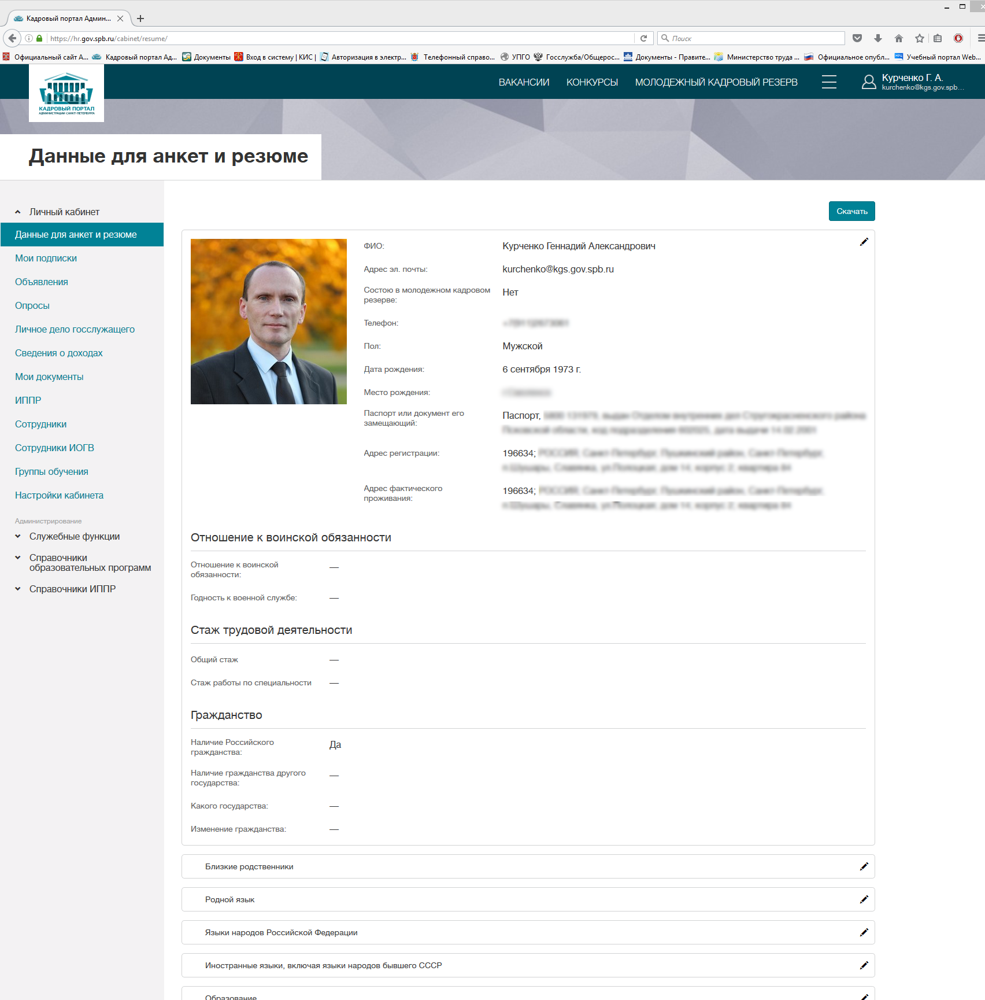 Кадровый портал Админ...
https://hr.gov.spb.ru/cabinet/resume/
Поиск
Официальный сайт А...
Кадровый портал Ад...
Документы
Вход в систему | КИС |
Авторизация в электр...
Телефонный справо...
УПГО
Госслужба/Общерос...
Документы - Правите...
Министерство труда ...
Официальное опубл...
Учебный портал Web...
КАДРОВЫЙ ПОРТАЛ
АДМИНИСТРАЦИИ САНКТ-ПЕТЕРБУРГА
ВАКАНСИИ
КОНКУРСЫ
МОЛОДЕЖНЫЙ КАДРОВЫЙ РЕЗЕРВ
Курченко Г. А.
kurchenko@kgs.gov.spb...
Данные для анкет и резюме
Личный кабинет
Данные для анкет и резюме
Мои подписки
Объявления
Опросы
Личное дело госслужащего
Сведения о доходах
Мои документы
ИППР
Сотрудники
Сотрудники ИОГВ
Группы обучения
Настройки кабинета
Администрирование
Служебные функции
Справочники
образовательных программ
Справочники ИППР
Скачать
ФИО: Курченко Геннадий Александрович
Адрес эл. почты: kurchenko@kgs.gov.spb.ru
Состою в молодежном кадровом
резерве: Нет
Телефон:
Пол: Мужской
Дата рождения: 6 сентября 1973 г.
Место рождения:
Паспорт или документ его
замещающий: Паспорт,
Адрес регистрации: 196634;
Адрес фактического
проживания: 196634;
Отношение к воинской обязанности
Отношение к воинской
обязанности: —
Годность к военной службе: —
Стаж трудовой деятельности
Общий стаж —
Стаж работы по специальности —
Гражданство
Наличие Российского
гражданства: Да
Наличие гражданства другого
государства: —
Какого государства: —
Изменение гражданства: —
Близкие родственники
Родной язык
Языки народов Российской Федерации
Иностранные языки, включая языки народов бывшего СССР
Образование